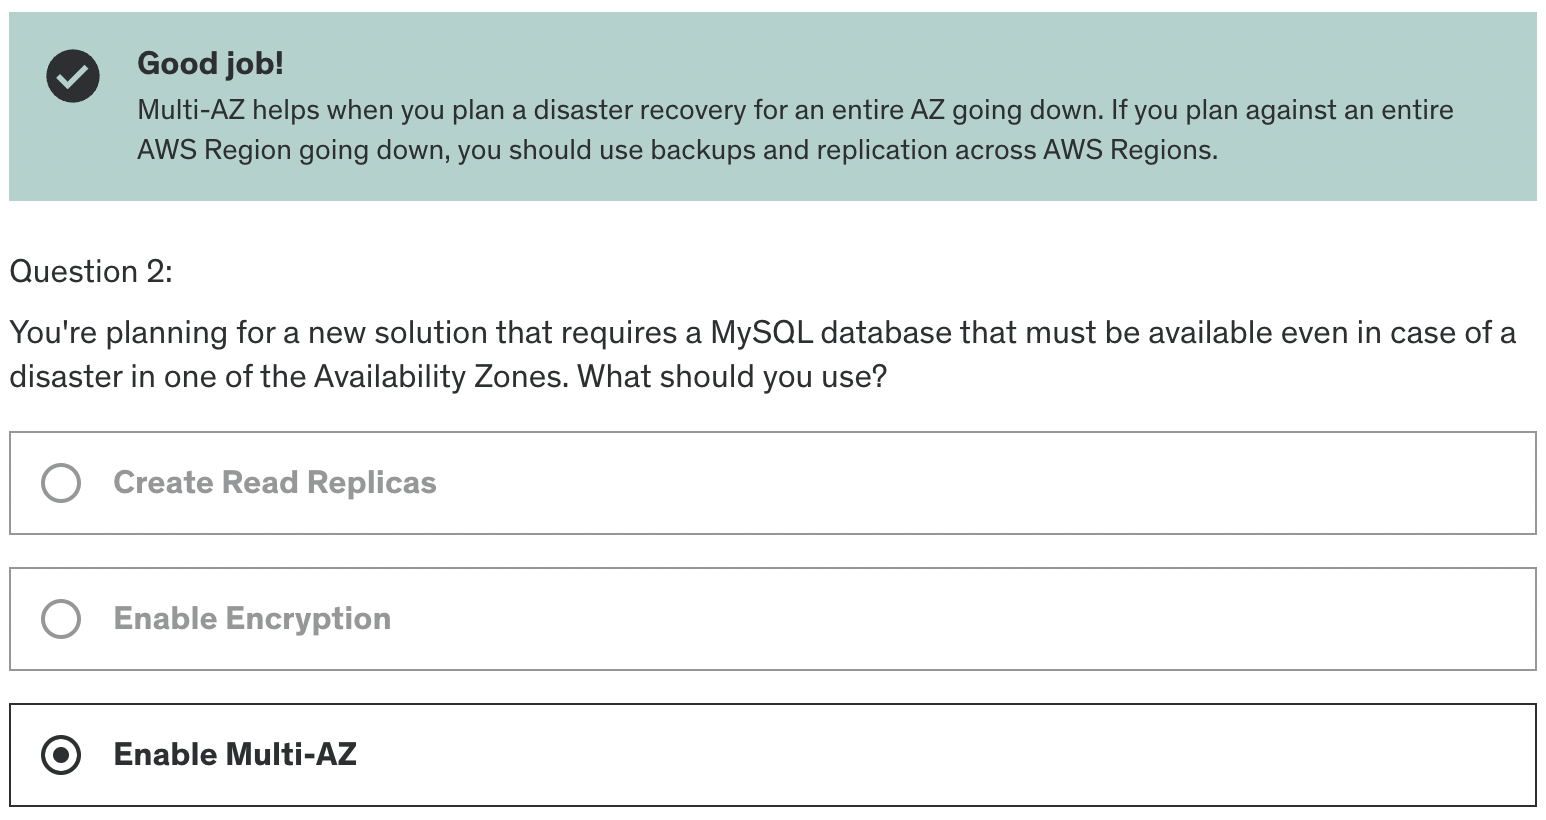 Good job!
Multi-AZ helps when you plan a disaster recovery for an entire AZ going down. If you plan against an entire
AWS Region going down, you should use backups and replication across AWS Regions.
Question 2:
You're planning for a new solution that requires a MySQL database that must be available even in case of a
disaster in one of the Availability Zones. What should you use?
Create Read Replicas
Enable Encryption
Enable Multi-AZ